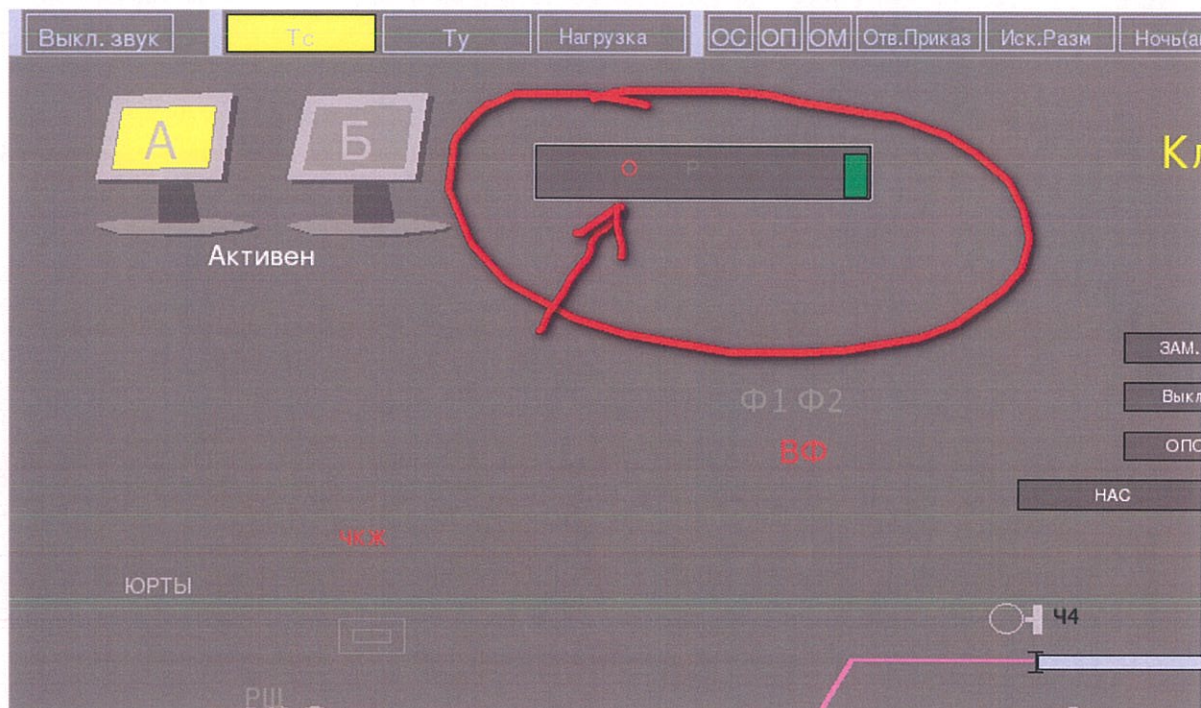 Выкл. звук Тс Ту Нагрузка ОС ОП ОМ Отв.Приказ Иск.Разм
А Б Р
Активен
ЗАМ.
Ф1 Ф2
ВФ
НАС
ЧКЖ
ЮРТЫ
Ч4
РЩ